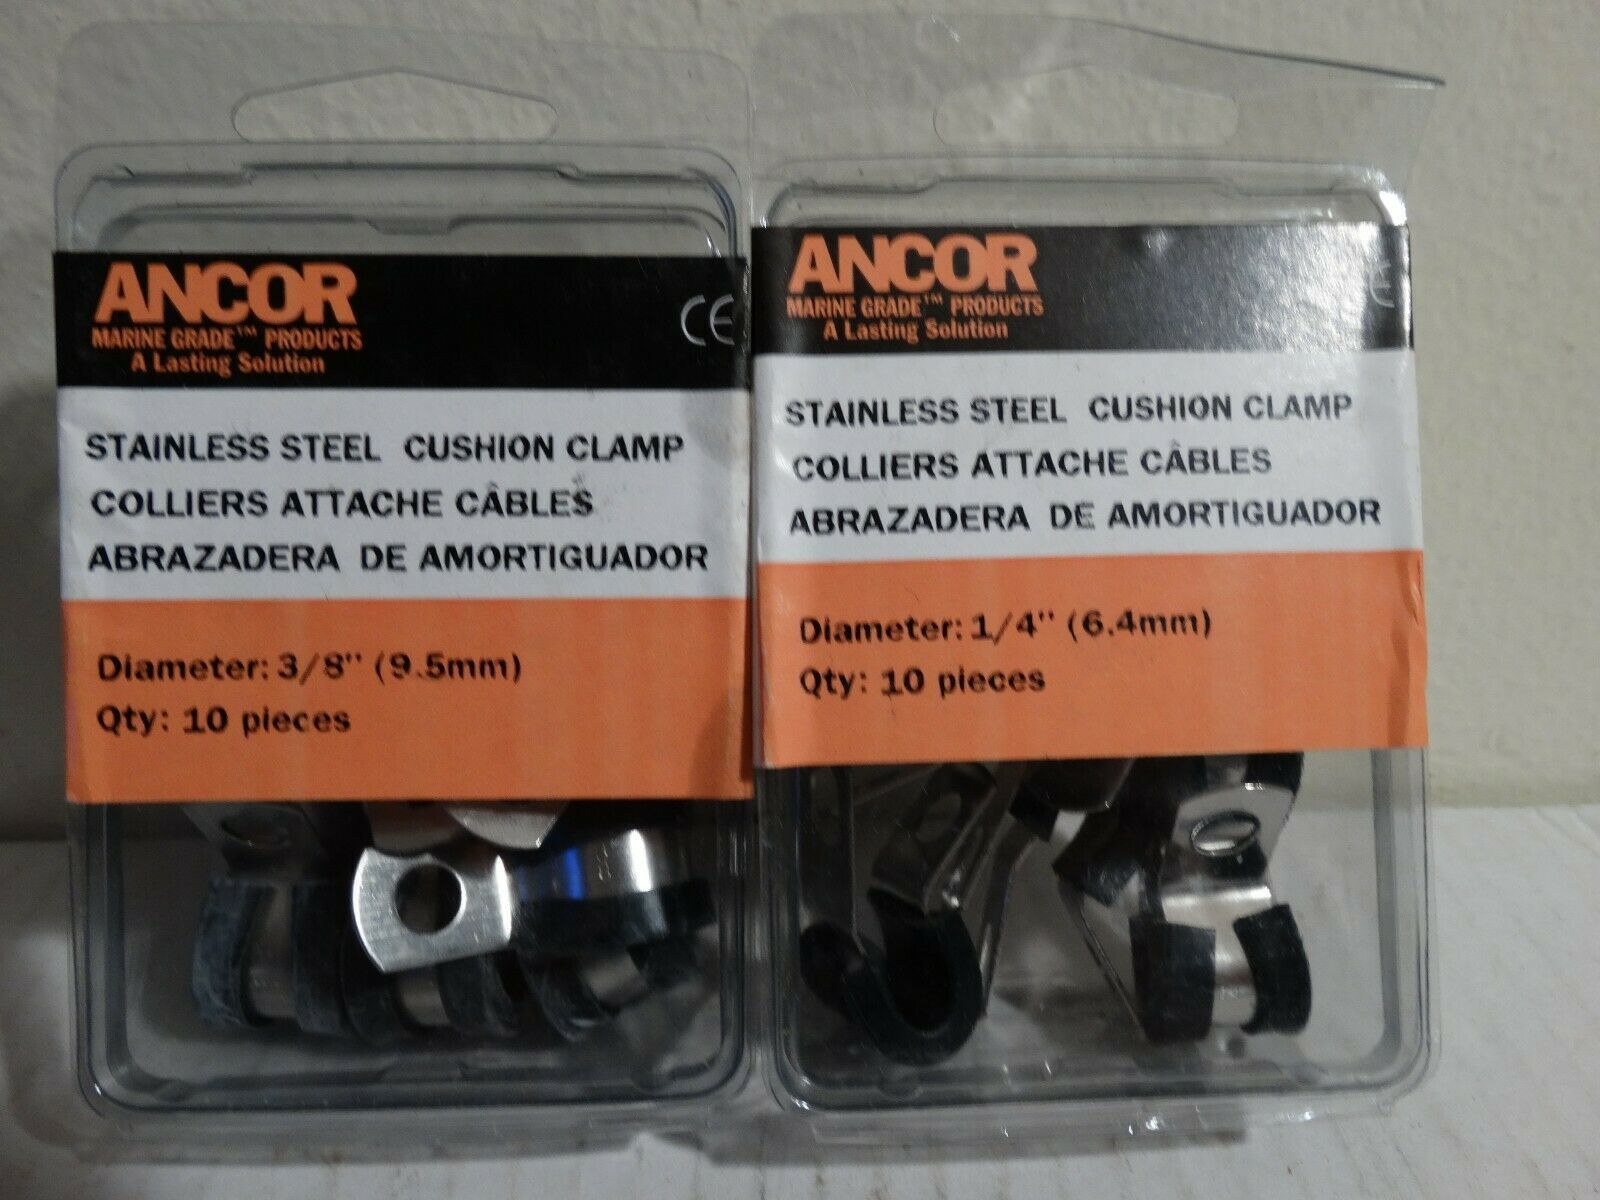 ANCOR
MARINE GRADE™ PRODUCTS
A Lasting Solution
CE
STAINLESS STEEL CUSHION CLAMP
COLLIERS ATTACHE CÂBLES
ABRAZADERA DE AMORTIGUADOR
Diameter: 3/8" (9.5mm)
Qty: 10 pieces
ANCOR
MARINE GRADE™ PRODUCTS
A Lasting Solution
CE
STAINLESS STEEL CUSHION CLAMP
COLLIERS ATTACHE CÂBLES
ABRAZADERA DE AMORTIGUADOR
Diameter: 1/4" (6.4mm)
Qty: 10 pieces